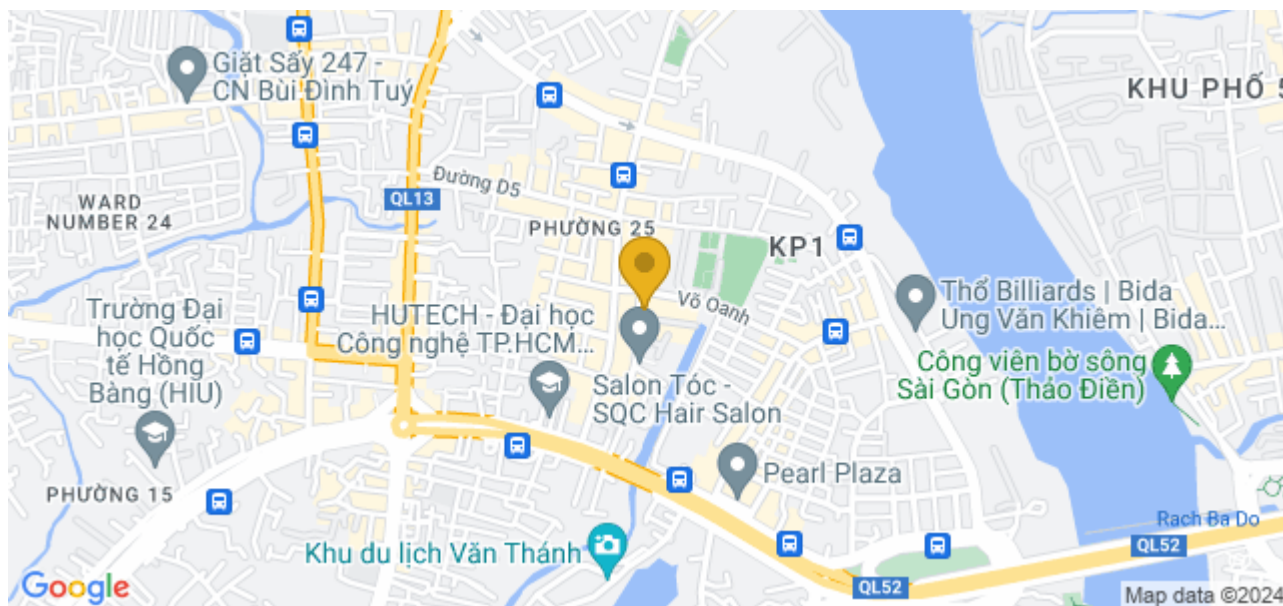 Giặt Sấy 247 -
CN Bùi Đình Tuý
KHU PHỐ 5
Đường D5
QL13
WARD
NUMBER 24
PHƯỜNG 25
KP1
Võ Oanh
Thổ Billiards | Bida
Ung Văn Khiêm | Bida...
Trường Đại
học Quốc
tế Hồng
Bàng (HIU)
HUTECH - Đại học
Công nghệ TP.HCM...
Công viên bờ sông
Sài Gòn (Thảo Điền)
Salon Tóc -
SQC Hair Salon
Pearl Plaza
PHƯỜNG 15
Rach Ba Do
QL52
Khu du lịch Văn Thánh
QL52
Google
Map data ©2024